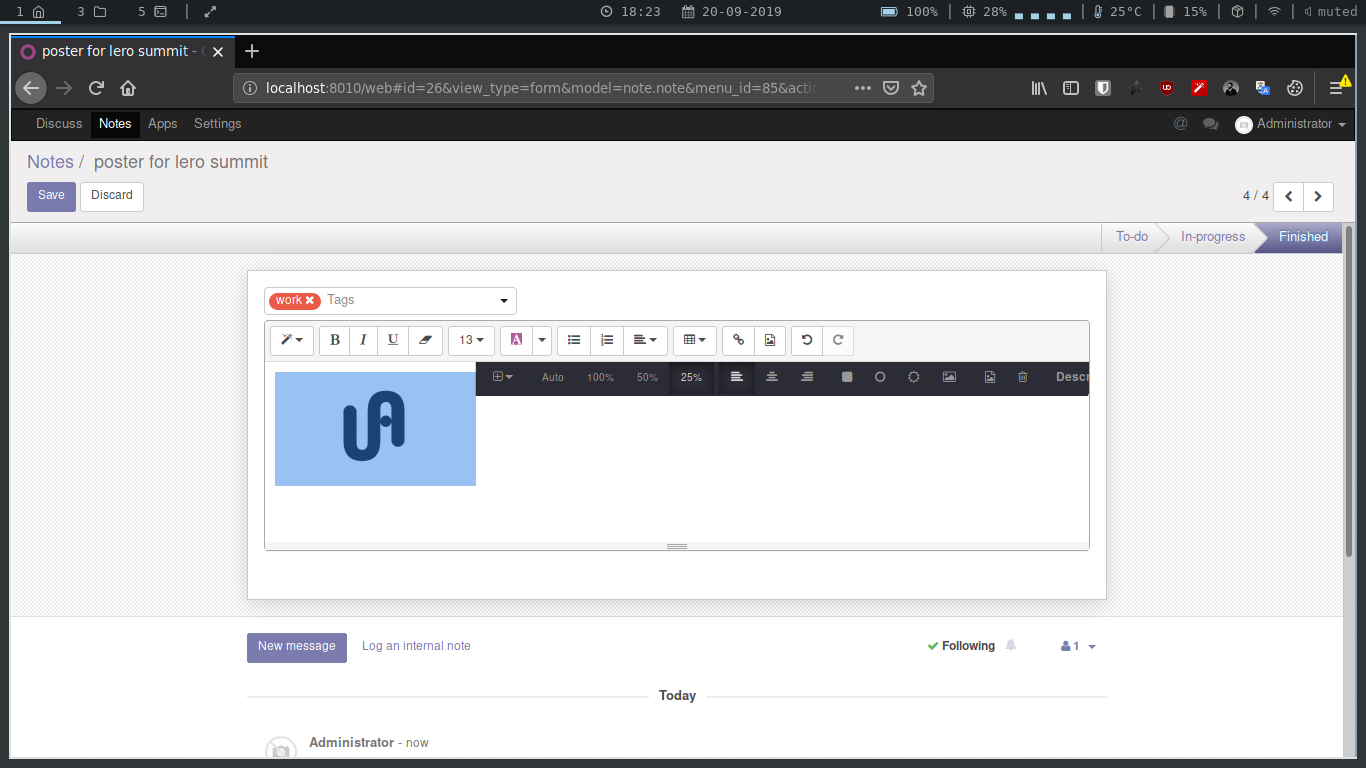 1 3 5 18:23 20-09-2019 100% 28% 25°C 15% muted
poster for lero summit -
localhost:8010/web#id=26&view_type=form&model=note.note&menu_id=85&actic
Discuss Notes Apps Settings Administrator
Notes / poster for lero summit
Save Discard 4 / 4
To-do In-progress Finished
work Tags
B I U 13 A
Auto 100% 50% 25% Descr
New message Log an internal note Following 1
Today
Administrator - now